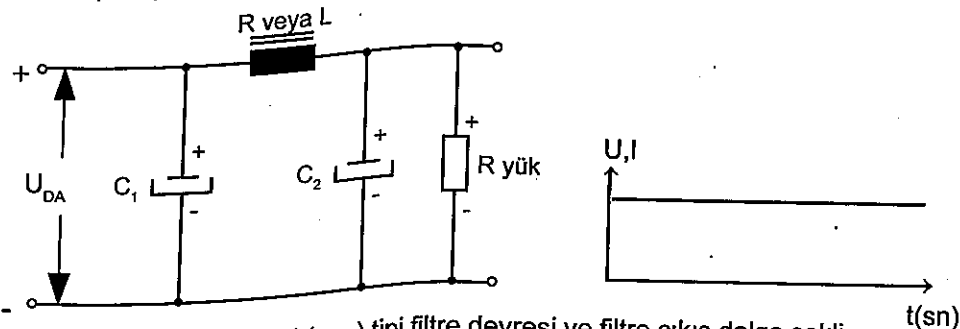 R veya L
+
U_DA
C₁
+
-
C₂
+
-
+
R yük
-
-
U,I
t(sn)
) tipi filtre devresi ve filtre çıkış dalga şekli